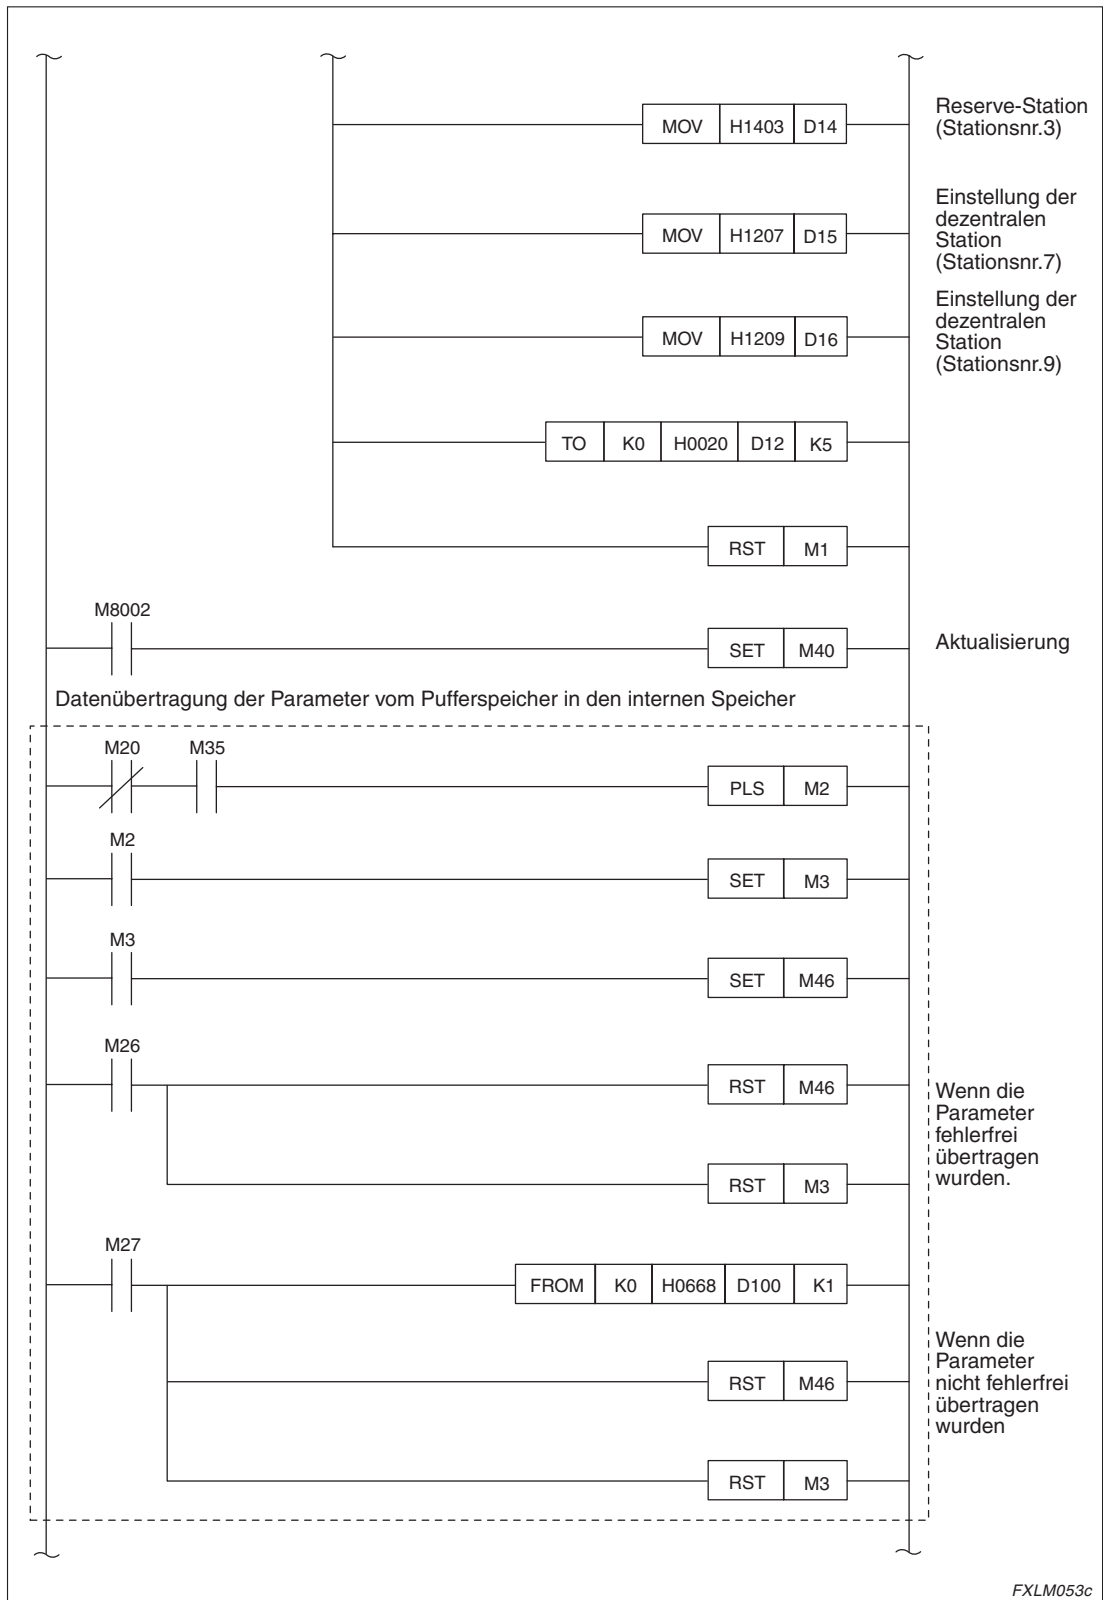 MOV H1403 D14
Reserve-Station
(Stationsnr.3)
MOV H1207 D15
Einstellung der
dezentralen
Station
(Stationsnr.7)
MOV H1209 D16
Einstellung der
dezentralen
Station
(Stationsnr.9)
TO K0 H0020 D12 K5
RST M1
M8002
SET M40
Aktualisierung
Datenübertragung der Parameter vom Pufferspeicher in den internen Speicher
M20 M35
PLS M2
M2
SET M3
M3
SET M46
M26
RST M46
Wenn die
Parameter
fehlerfrei
übertragen
wurden.
RST M3
M27
FROM K0 H0668 D100 K1
Wenn die
Parameter
nicht fehlerfrei
übertragen
wurden
RST M46
RST M3
FXLM053c